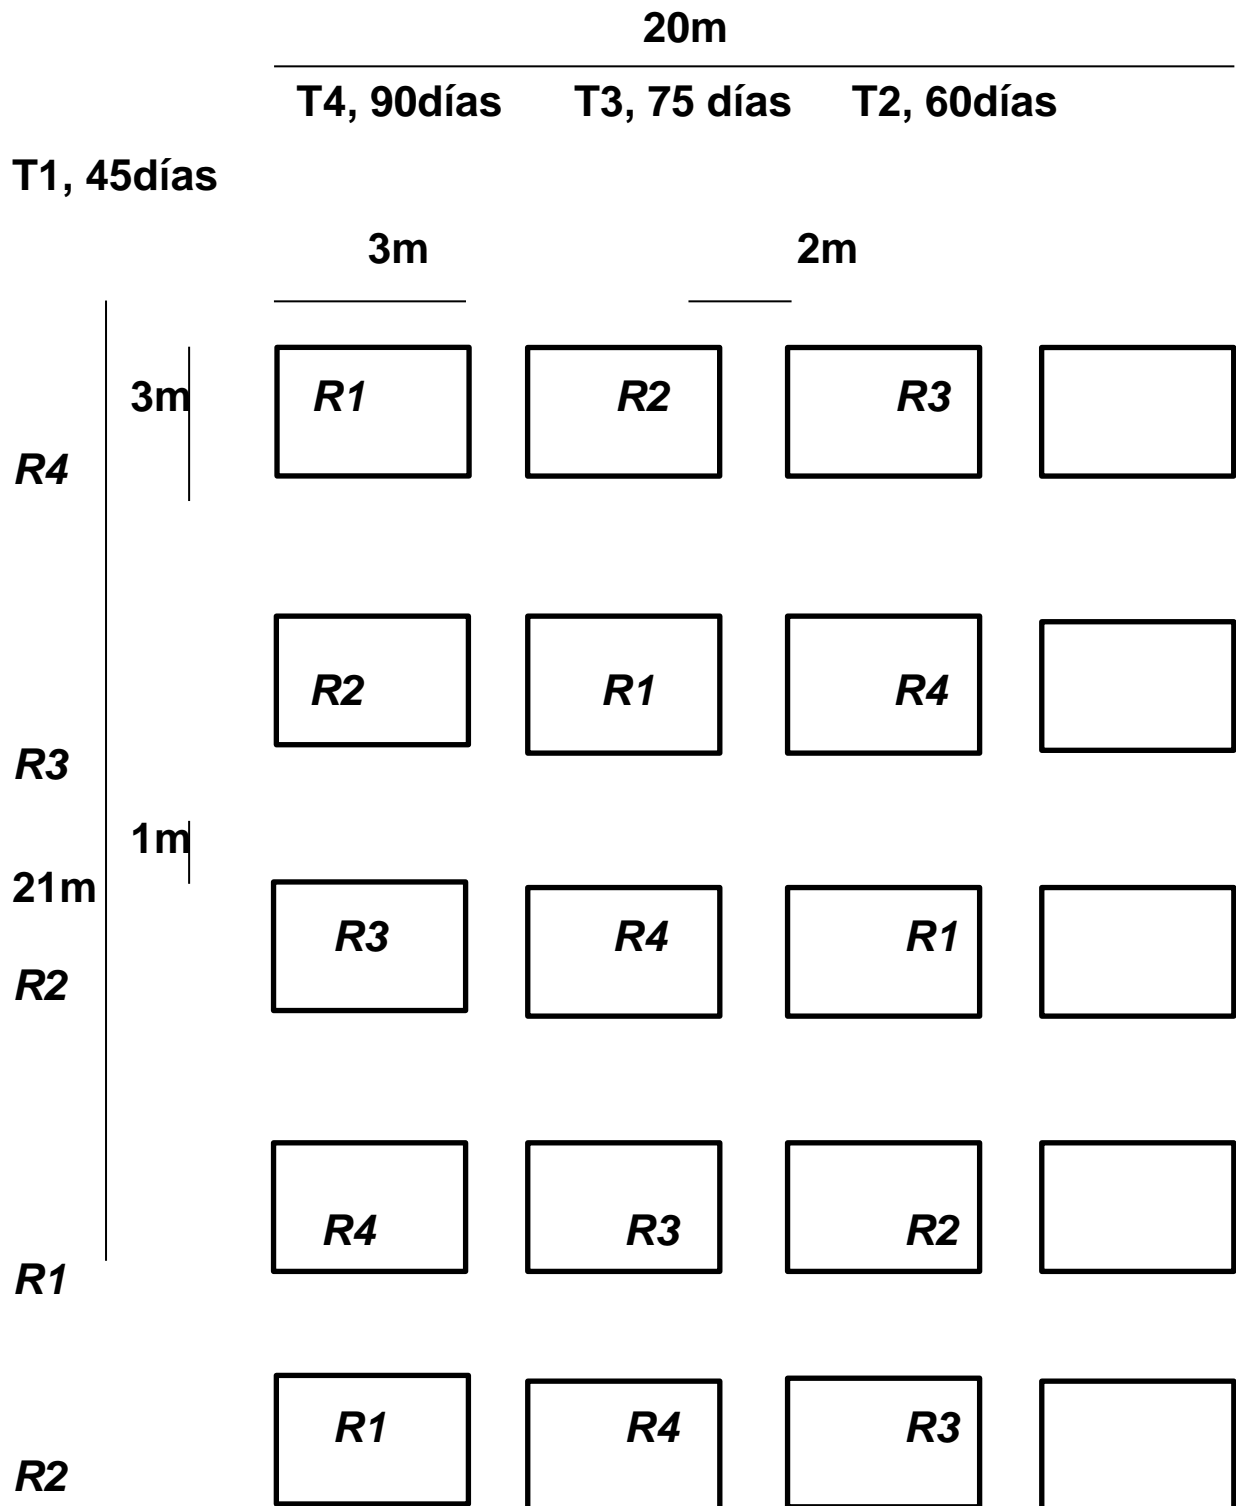 20m
T4, 90días T3, 75 días T2, 60días
T1, 45días
3m 2m
3m R1 R2 R3
R4
R2 R1 R4
R3
1m
21m
R3 R4 R1
R2
R4 R3 R2
R1
R1 R4 R3
R2